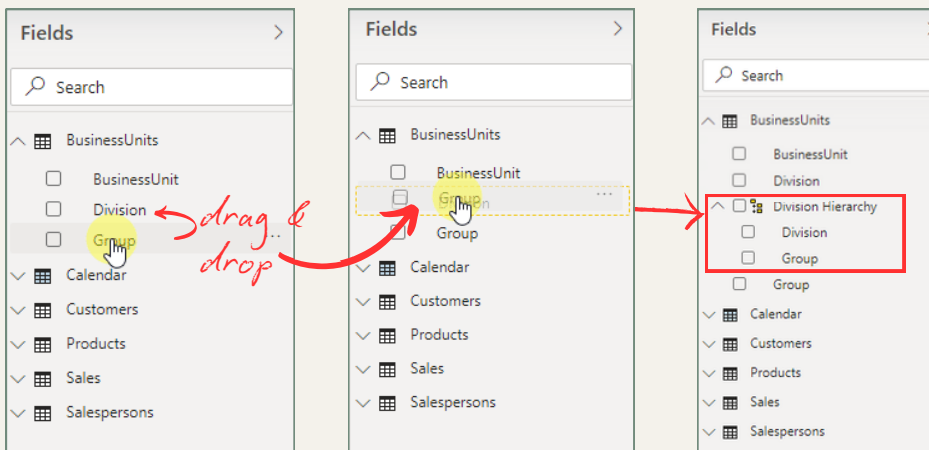 Fields
Search
BusinessUnits
BusinessUnit
Division
Group
Calendar
Customers
Products
Sales
Salespersons
drag &
drop
Fields
Search
BusinessUnits
BusinessUnit
Group
Group
Calendar
Customers
Products
Sales
Salespersons
Fields
Search
BusinessUnits
BusinessUnit
Division
Division Hierarchy
Division
Group
Group
Calendar
Customers
Products
Sales
Salespersons